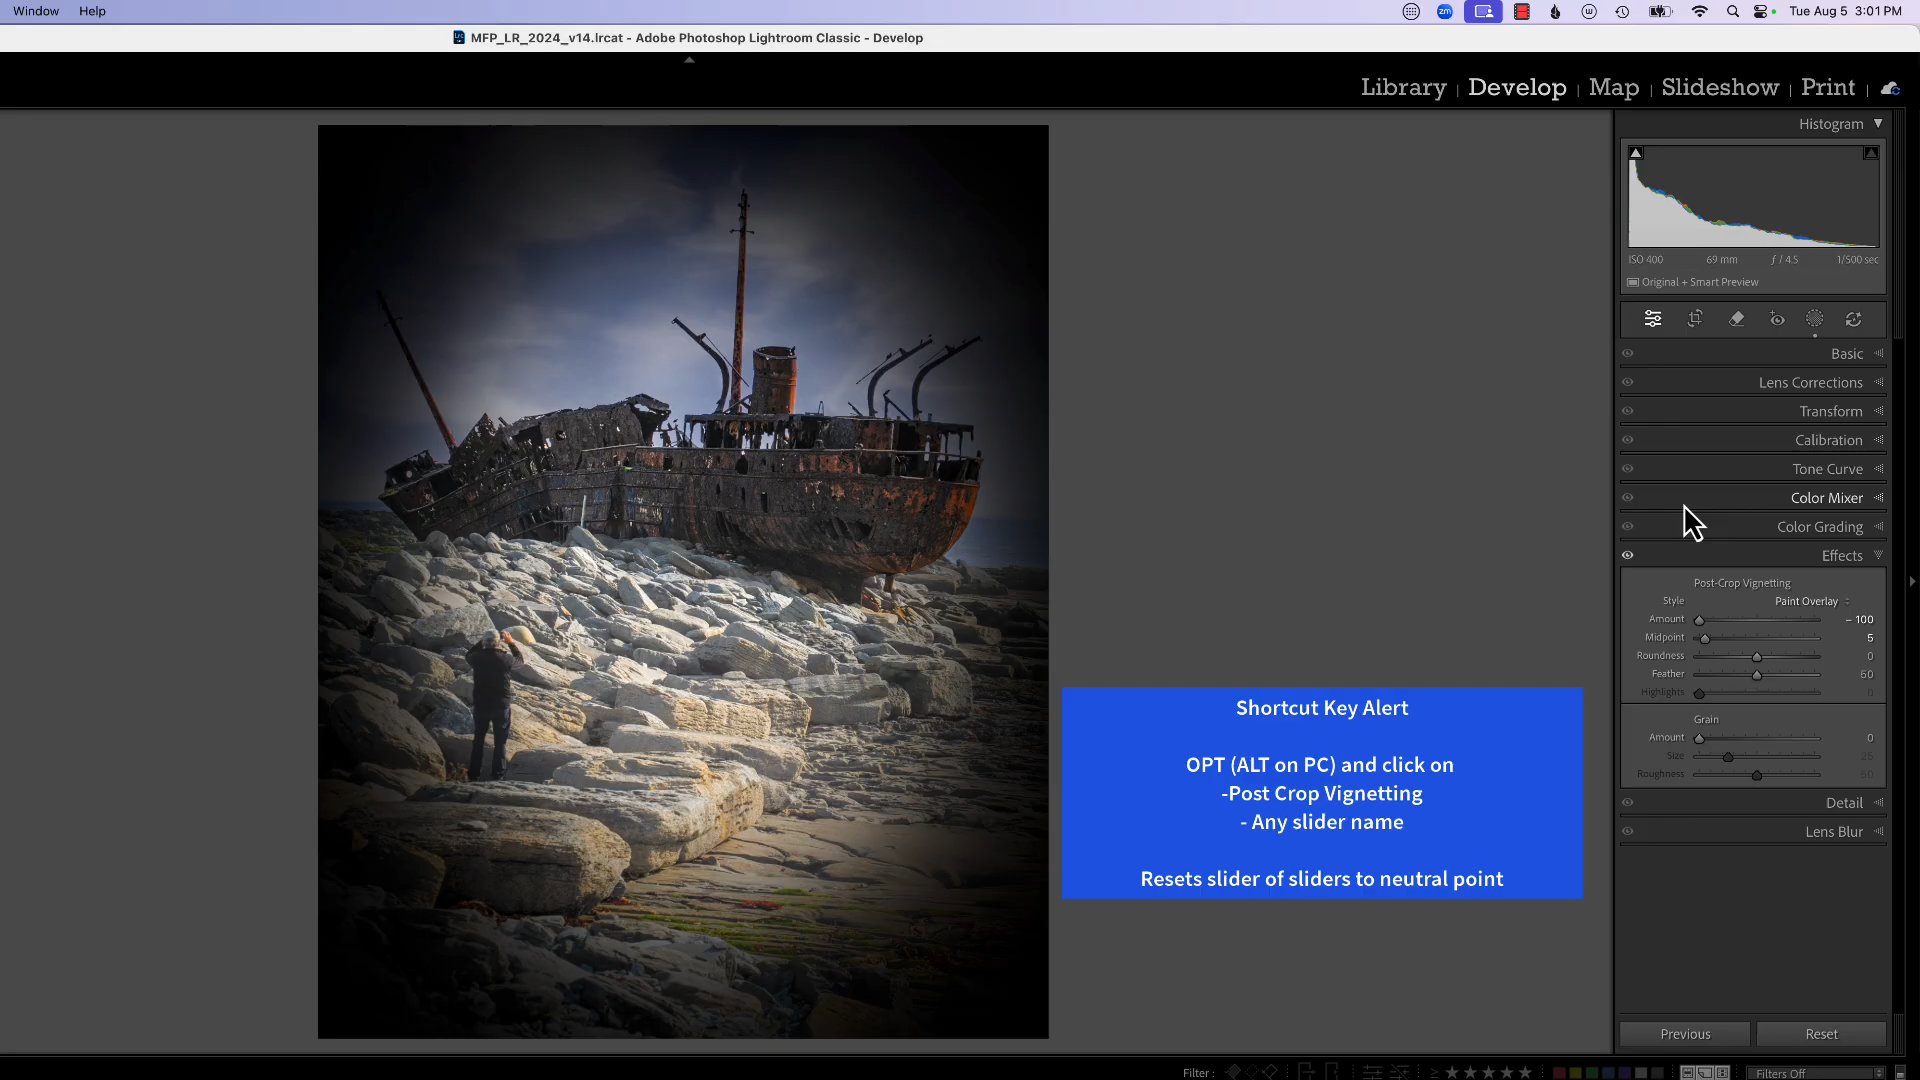 Window Help
zm
Tue Aug 5 3:01 PM
MFP_LR_2024_v14.lrcat - Adobe Photoshop Lightroom Classic - Develop
Library | Develop | Map | Slideshow | Print |
Histogram
ISO 400 69 mm ƒ / 4.5 1/500 sec
Original + Smart Preview
Basic
Lens Corrections
Transform
Calibration
Tone Curve
Color Mixer
Color Grading
Effects
Post-Crop Vignetting
Style Paint Overlay
Amount – 100
Midpoint 5
Roundness 0
Feather 50
Highlights 0
Grain
Amount 0
Size 25
Roughness 50
Detail
Lens Blur
Shortcut Key Alert
OPT (ALT on PC) and click on
-Post Crop Vignetting
- Any slider name
Resets slider of sliders to neutral point
Previous Reset
Filter : ≥ ★★★★★ Filters Off